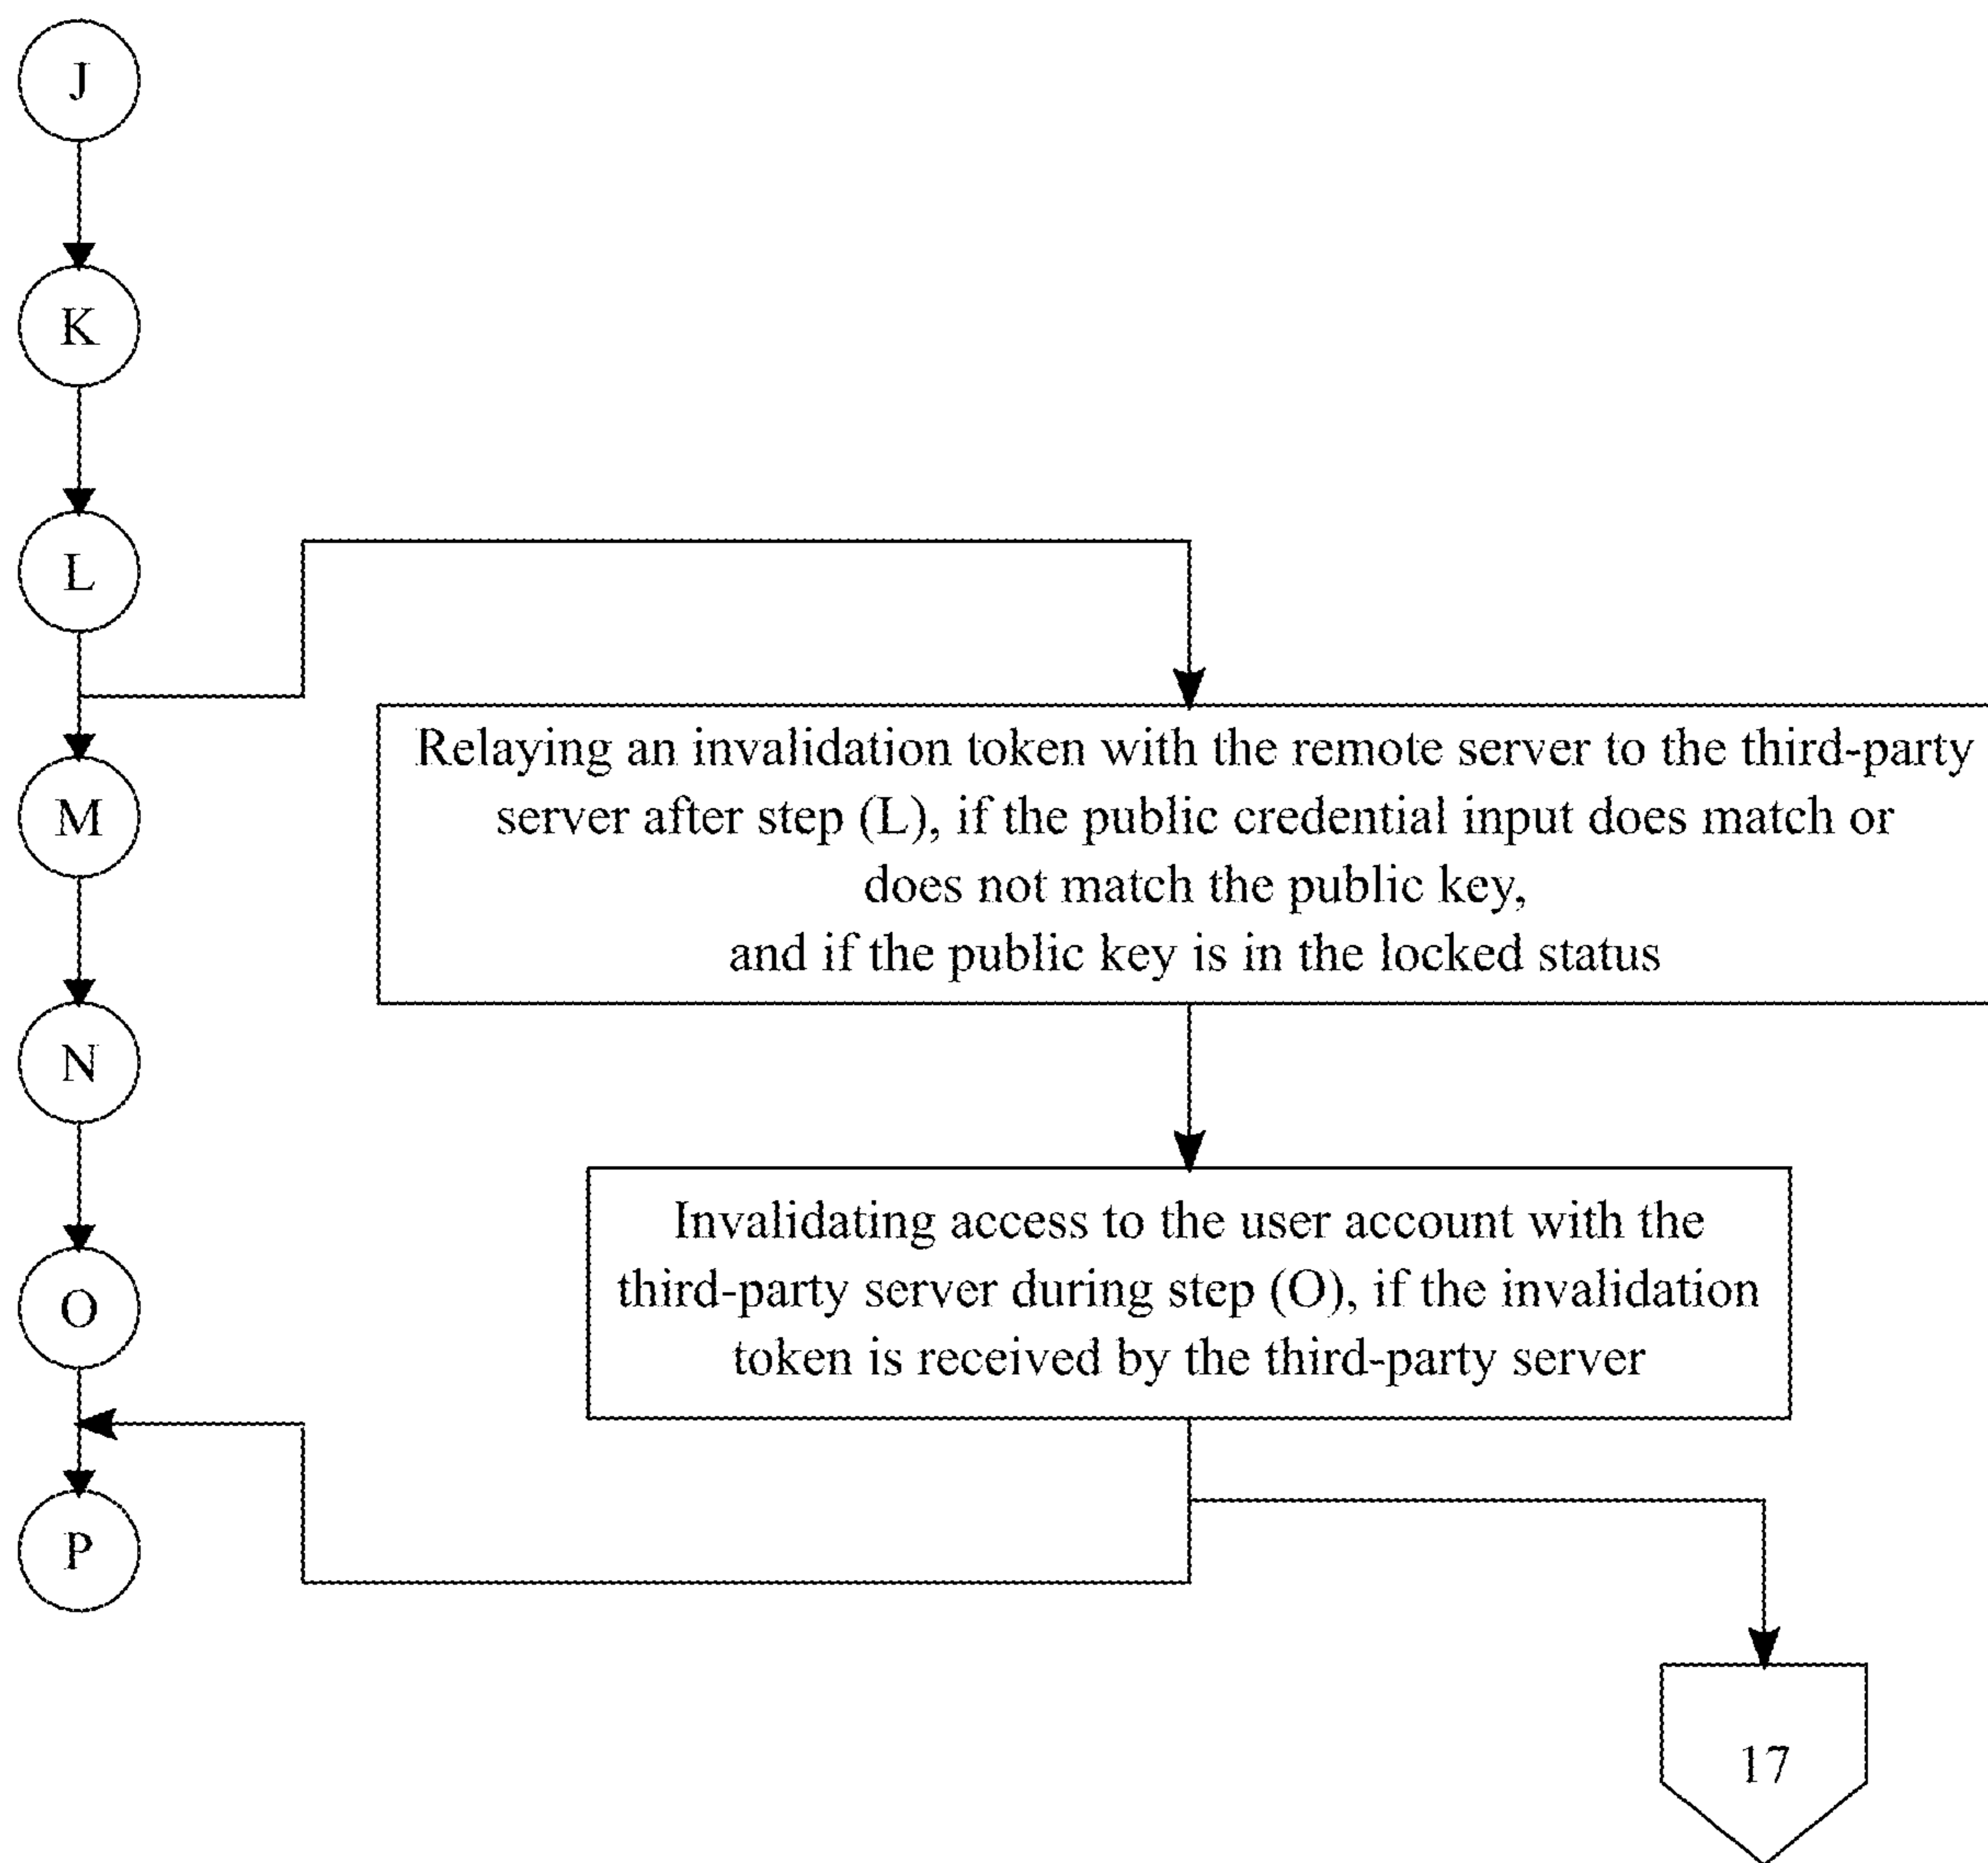 J
K
L
Relaying an invalidation token with the remote server to the third-party
server after step (L), if the public credential input does match or
does not match the public key,
and if the public key is in the locked status
M
N
Invalidating access to the user account with the
third-party server during step (O), if the invalidation
token is received by the third-party server
O
P
17